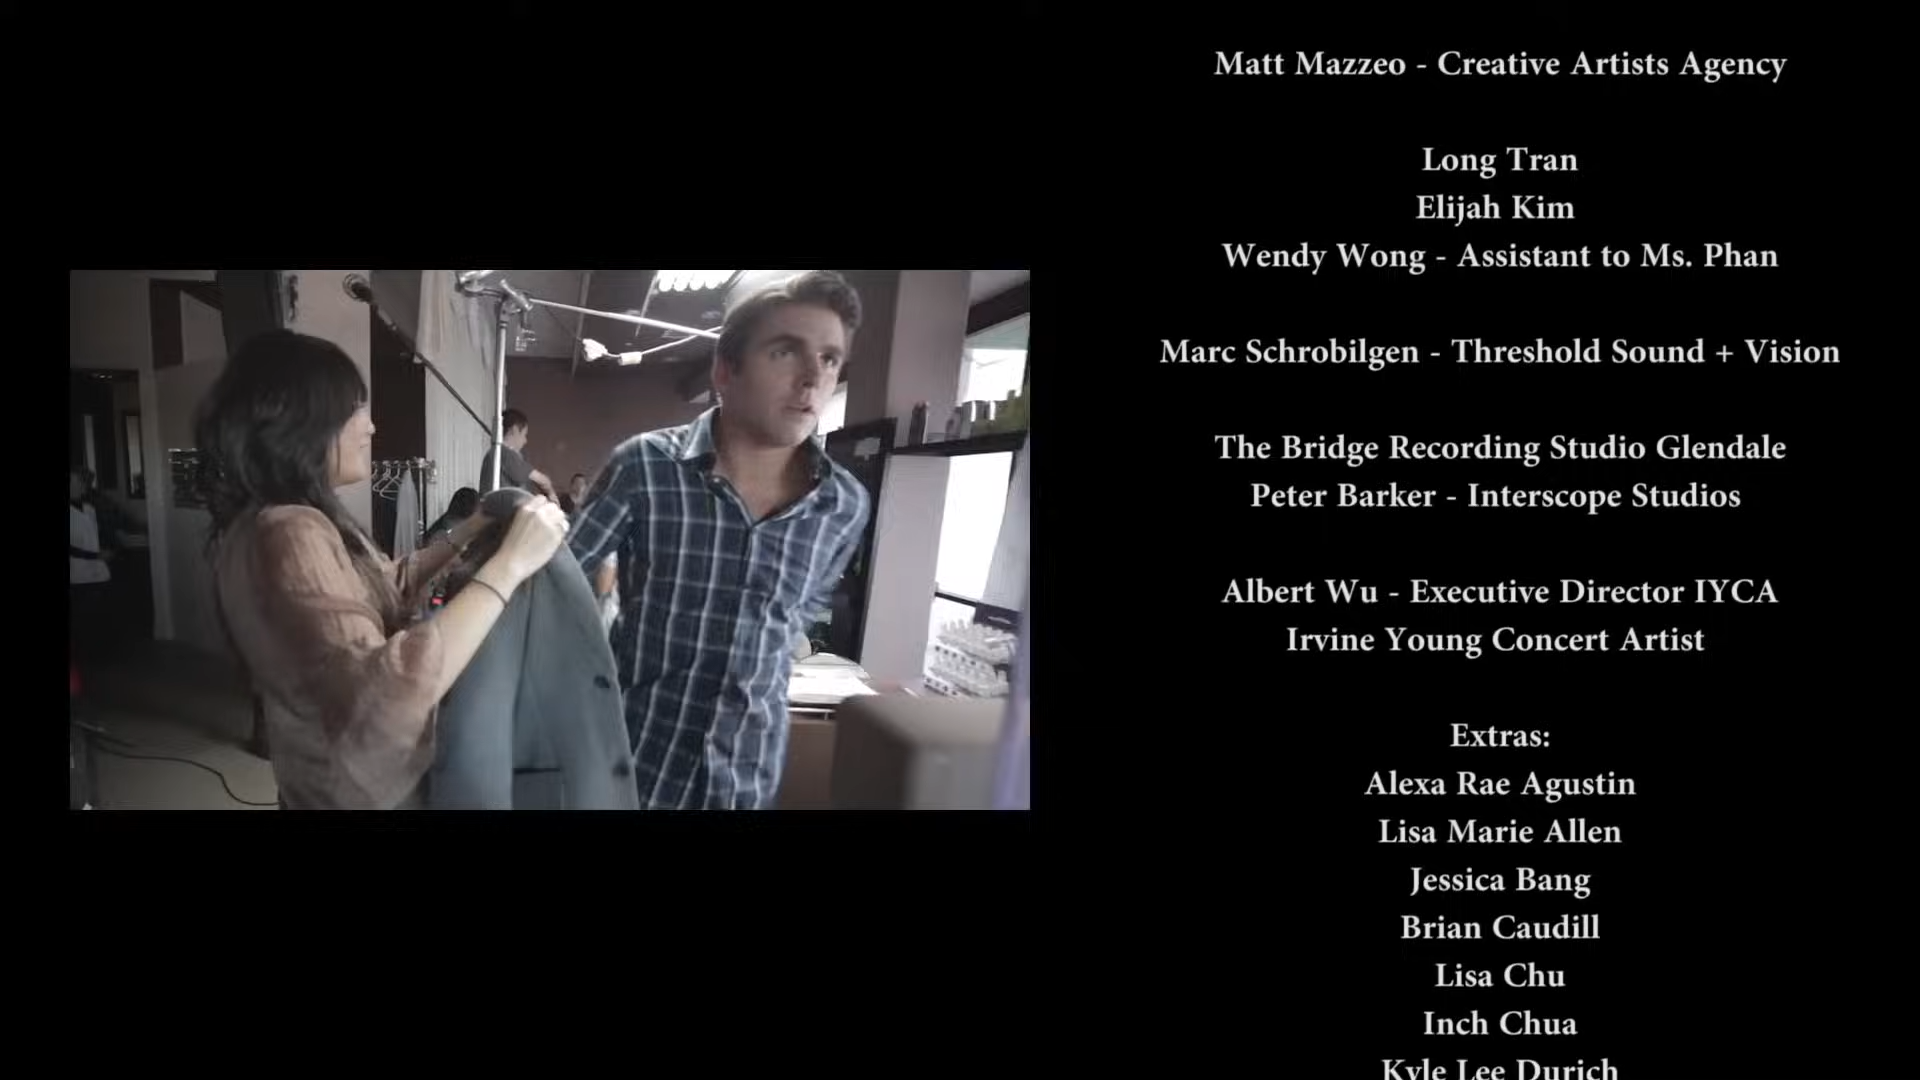 Matt Mazzeo - Creative Artists Agency
Long Tran
Elijah Kim
Wendy Wong - Assistant to Ms. Phan
Marc Schrobilgen - Threshold Sound + Vision
The Bridge Recording Studio Glendale
Peter Barker - Interscope Studios
Albert Wu - Executive Director IYCA
Irvine Young Concert Artist
Extras:
Alexa Rae Agustin
Lisa Marie Allen
Jessica Bang
Brian Caudill
Lisa Chu
Inch Chua
Kyle Lee Durich